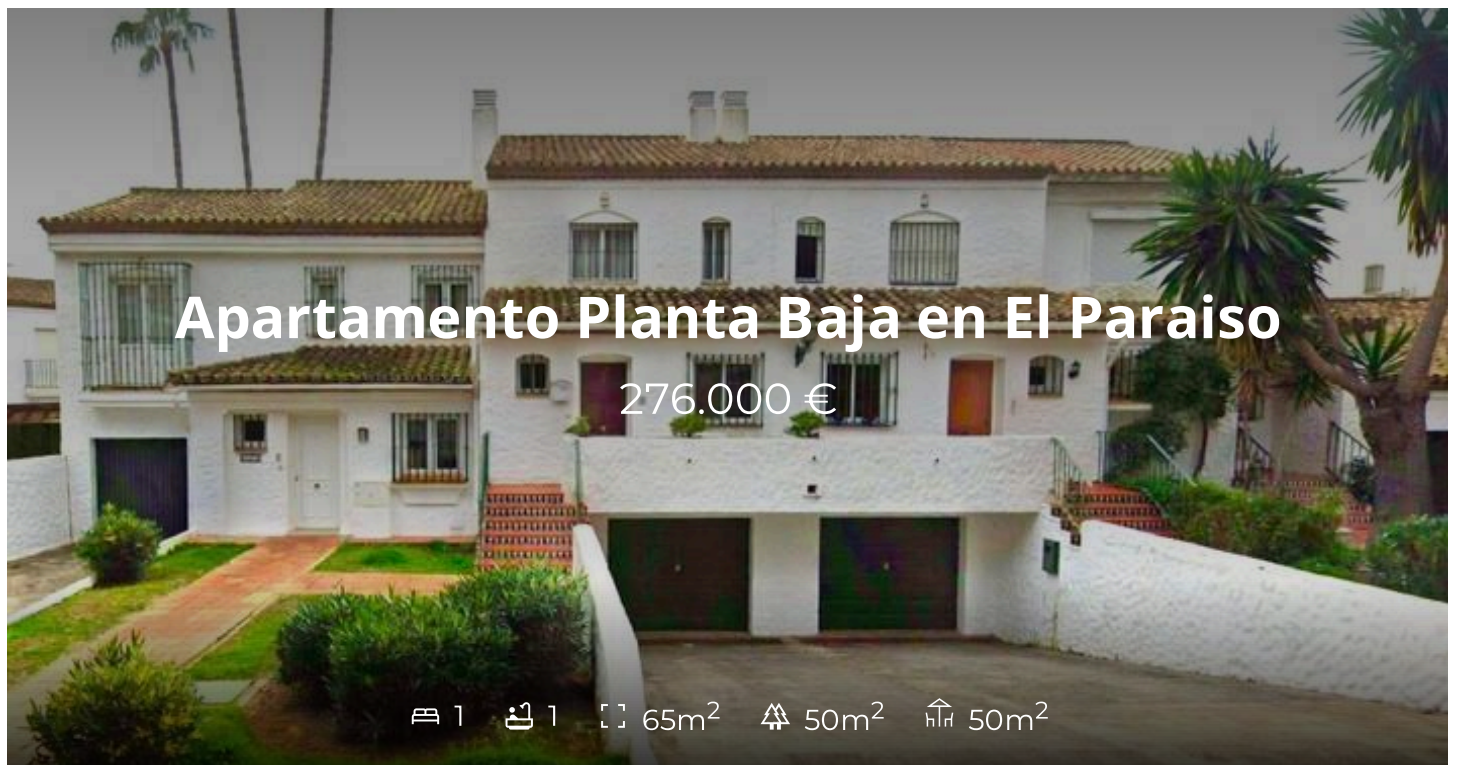 Apartamento Planta Baja en El Paraiso
276.000 €
1 1 65m² 50m² 50m²